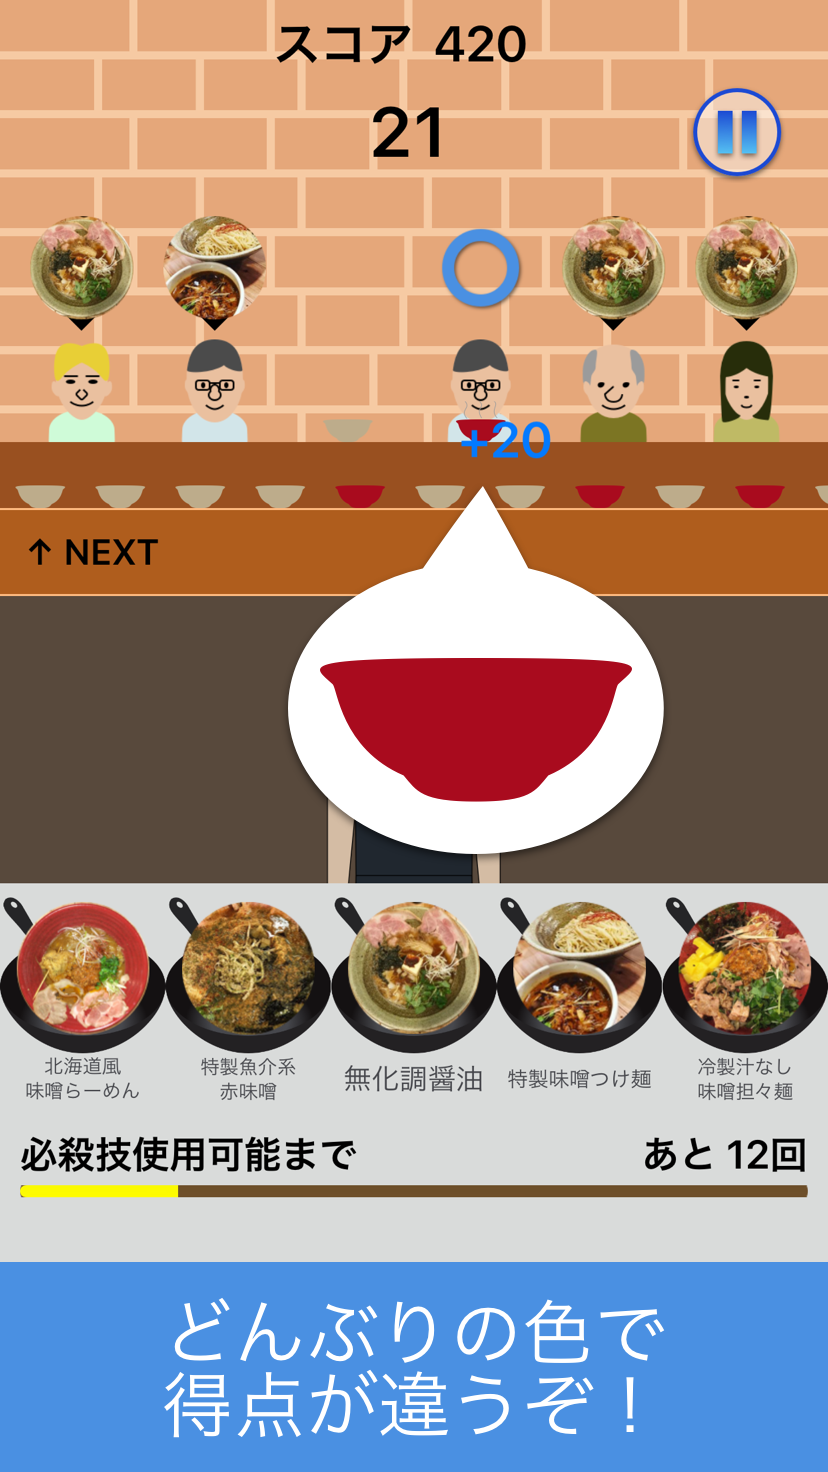 スコア 420
21
+20
↑ NEXT
北海道風
味噌らーめん
特製魚介系
赤味噌
無化調醤油
特製味噌つけ麺
冷製汁なし
味噌担々麺
必殺技使用可能まで
あと 12回
どんぶりの色で
得点が違うぞ！